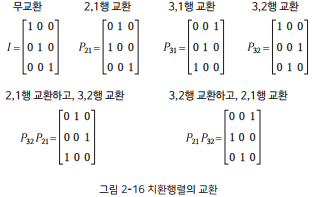 무교환 2,1행 교환 3,1행 교환 3,2행 교환
1 0 0 0 1 0 0 0 1 1 0 0
I = 0 1 0 P21 = 1 0 0 P31 = 0 1 0 P32 = 0 0 1
0 0 1 0 0 1 1 0 0 0 1 0
2,1행 교환하고, 3,2행 교환 3,2행 교환하고, 2,1행 교환
0 1 0 0 0 1
P32 P21 = 0 0 1 P21 P32 = 1 0 0
1 0 0 0 1 0
그림 2-16 치환행렬의 교환